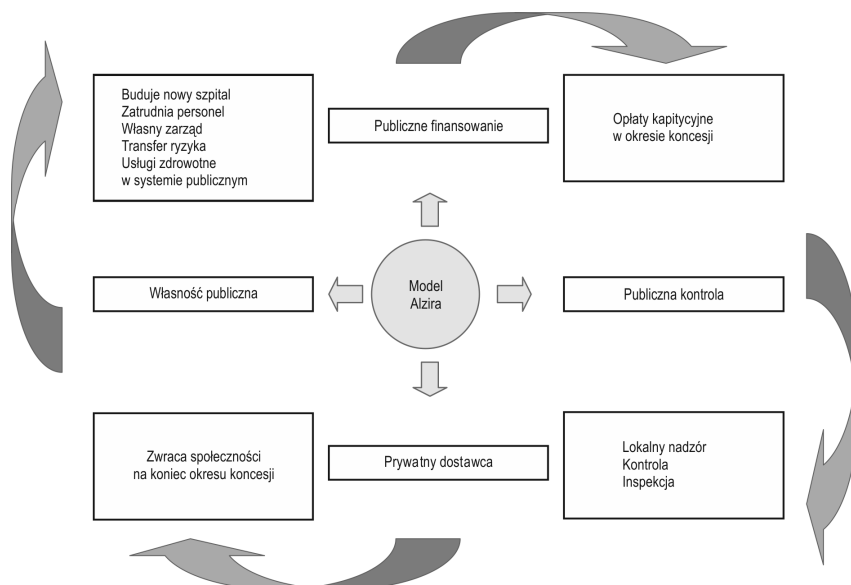 Buduje nowy szpital
Zatrudnia personel
Własny zarząd
Transfer ryzyka
Usługi zdrowotne
w systemie publicznym
Publiczne finansowanie
Opłaty kapitycyjne
w okresie koncesji
Własność publiczna
Model
Alzira
Publiczna kontrola
Zwraca społeczności
na koniec okresu koncesji
Prywatny dostawca
Lokalny nadzór
Kontrola
Inspekcja